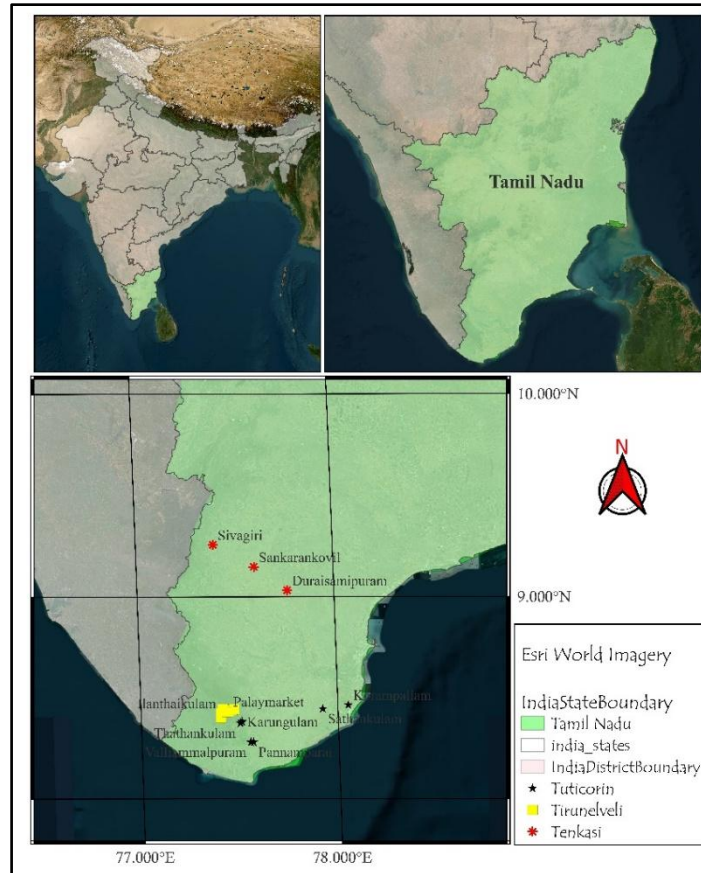 Tamil Nadu
10.000°N
N
Sivagiri
Sankarankovil
Duraisamipuram
9.000°N
Esri World Imagery
IndiaStateBoundary
Tamil Nadu
india_states
IndiaDistrictBoundary
Tuticorin
Tirunelveli
Tenkasi
Palaymarket
Karungulam
Thathankulam
77.000°E
78.000°E